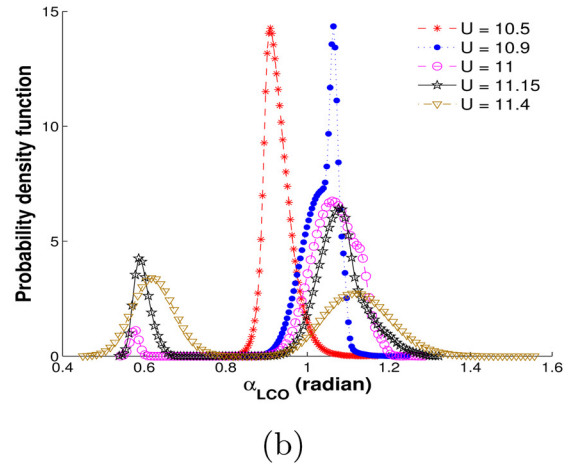 Probability density function
15
10
5
0
0.4 0.6 0.8 1 1.2 1.4 1.6
α_LCO (radian)
U = 10.5
U = 10.9
U = 11
U = 11.15
U = 11.4
(b)